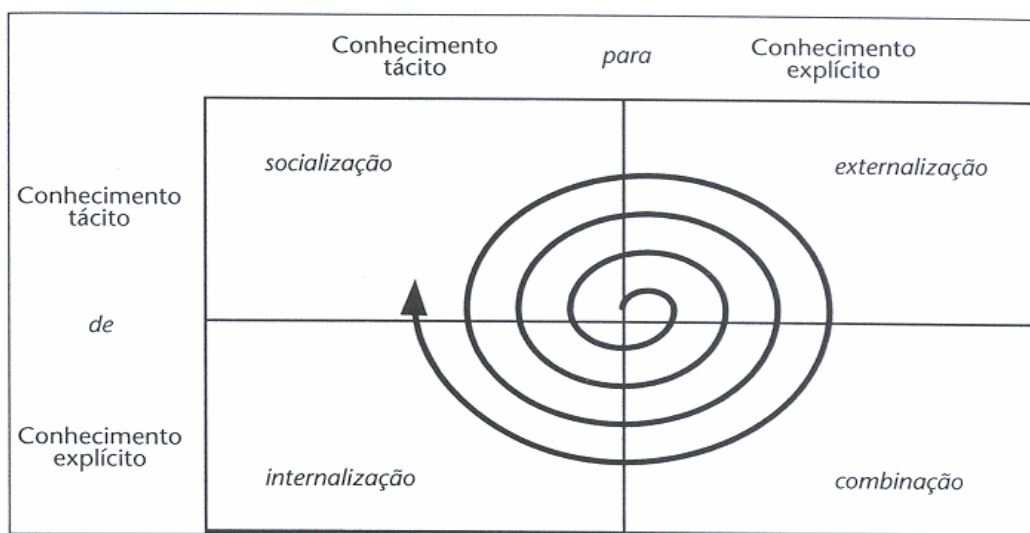 Conhecimento
tácito
para
Conhecimento
explícito
socialização
externalização
Conhecimento
tácito
de
Conhecimento
explícito
internalização
combinação